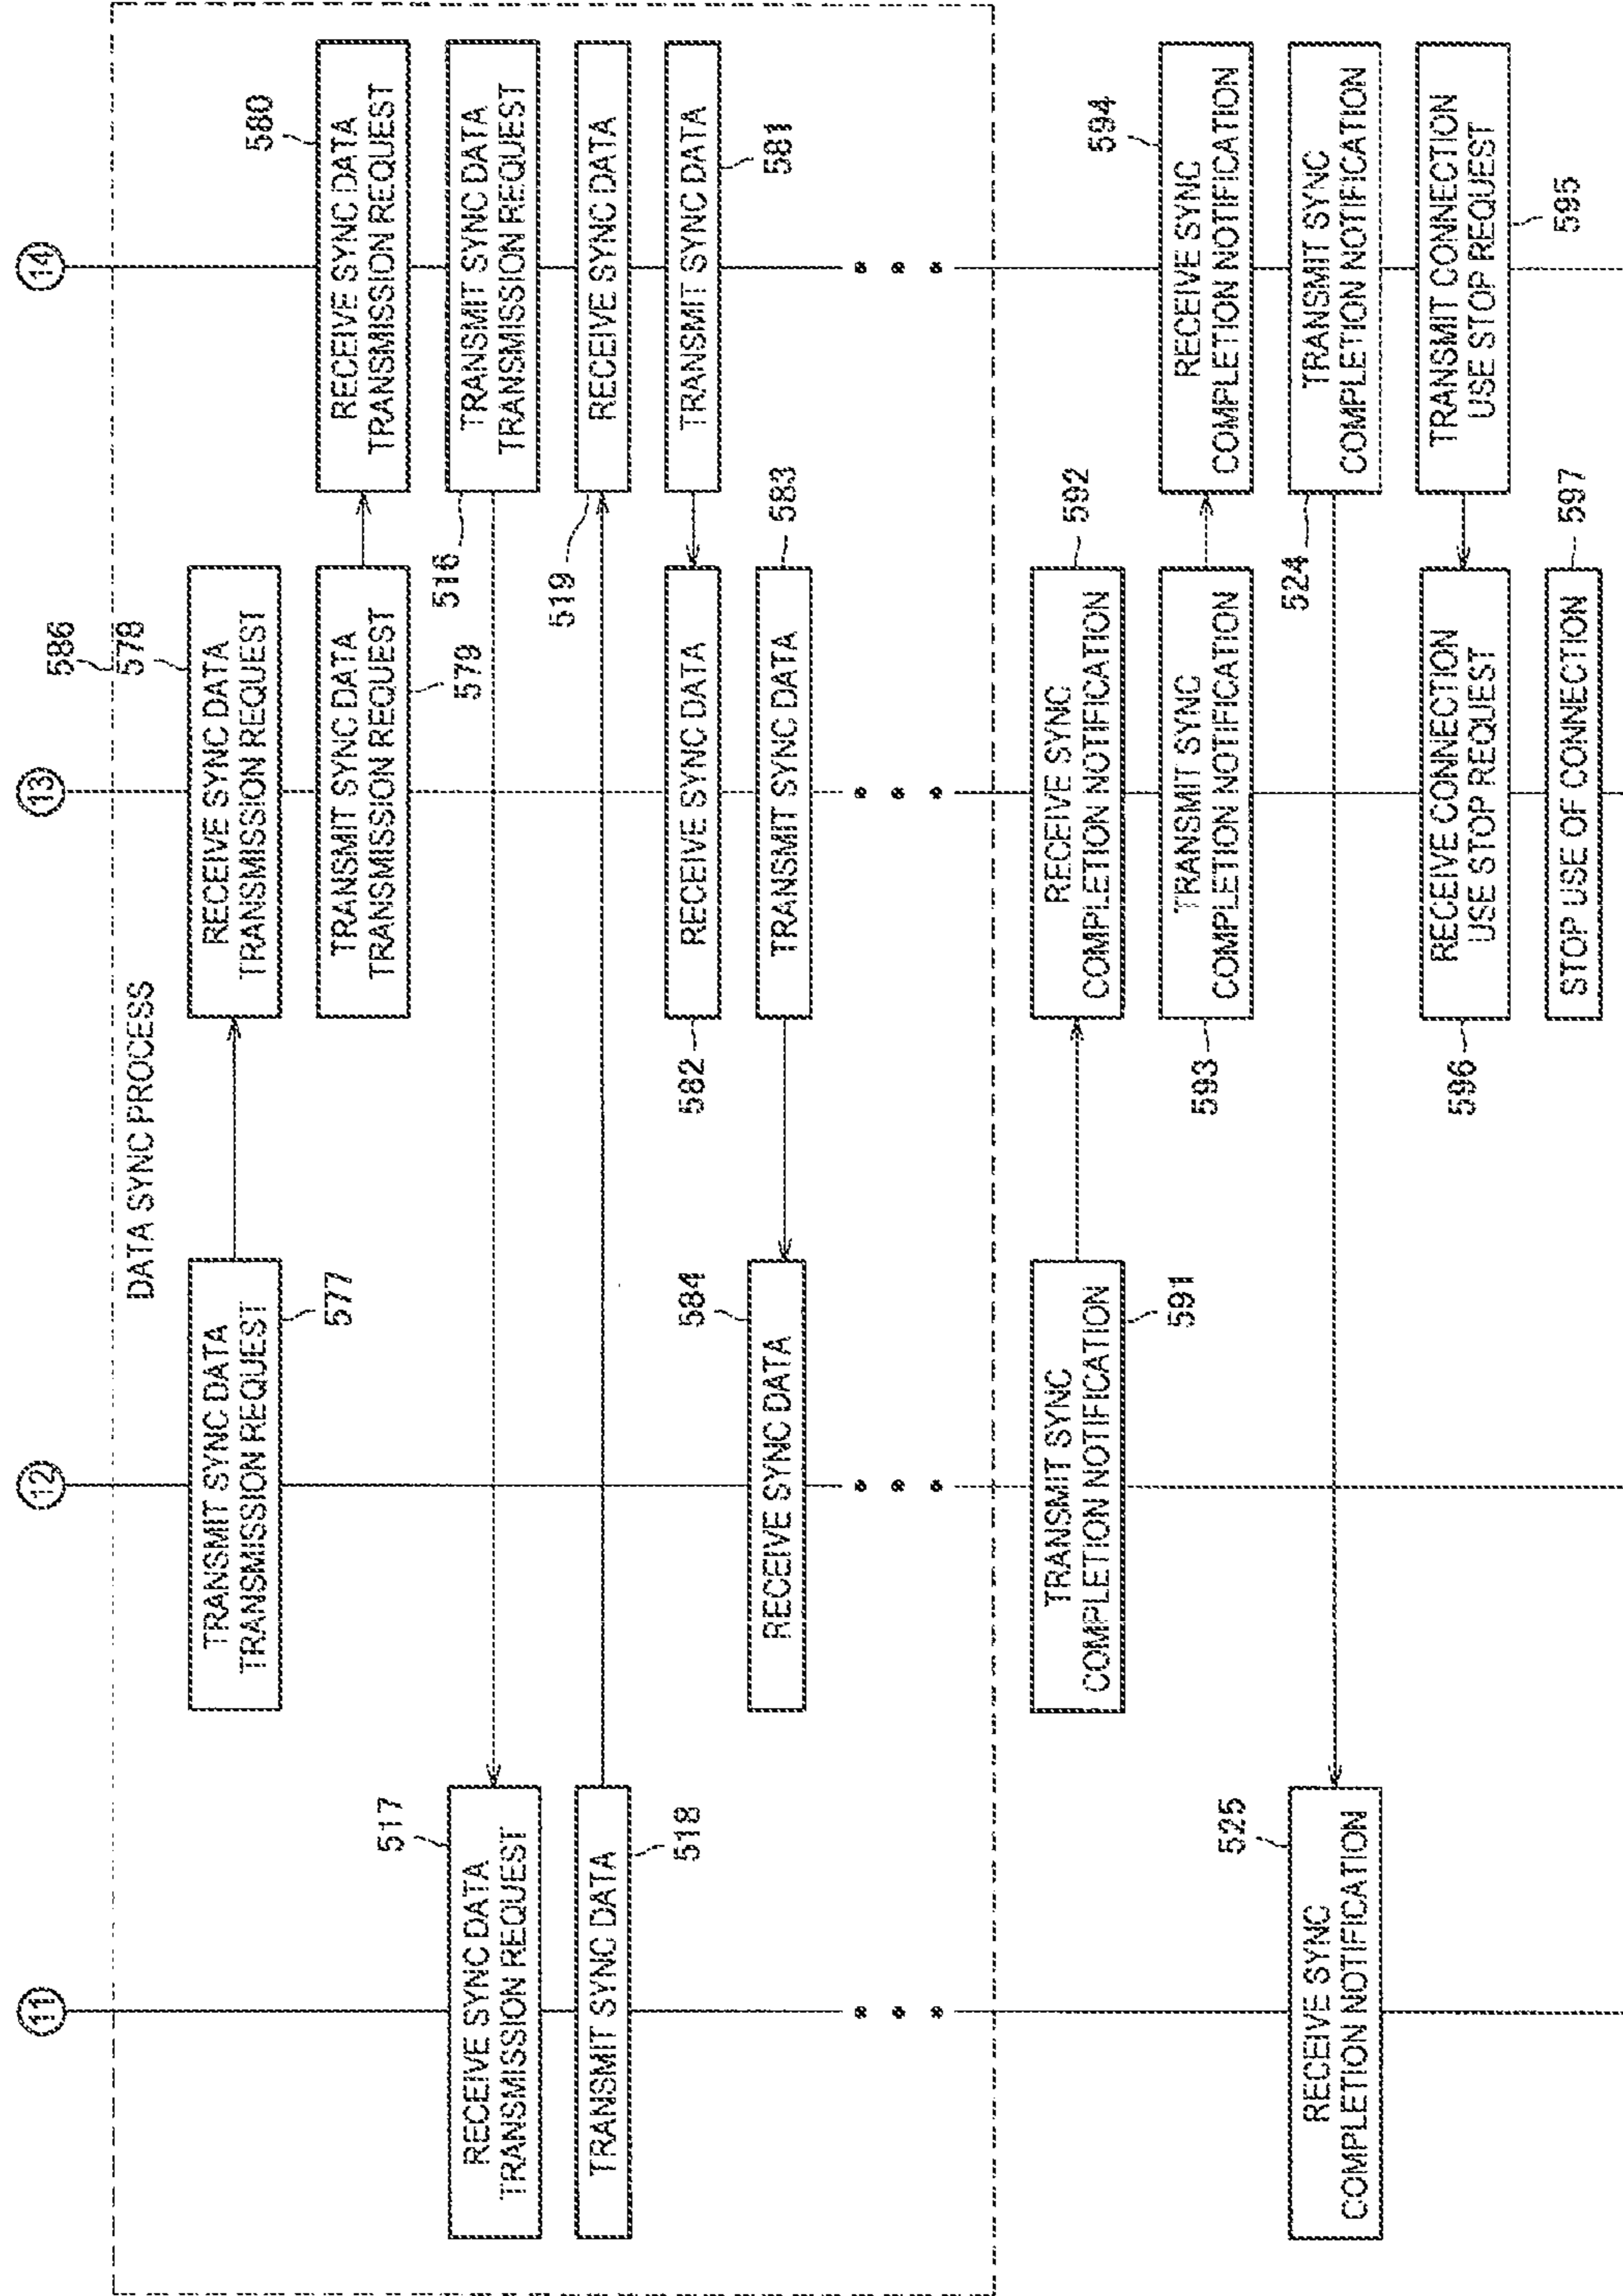 11
12
13
14
586
DATA SYNC PROCESS
TRANSMIT SYNC DATA
TRANSMISSION REQUEST
577
578
RECEIVE SYNC DATA
TRANSMISSION REQUEST
TRANSMIT SYNC DATA
TRANSMISSION REQUEST
579
580
RECEIVE SYNC DATA
TRANSMISSION REQUEST
TRANSMIT SYNC DATA
TRANSMISSION REQUEST
516
517
RECEIVE SYNC DATA
TRANSMISSION REQUEST
TRANSMIT SYNC DATA
518
519
RECEIVE SYNC DATA
TRANSMIT SYNC DATA
581
582
RECEIVE SYNC DATA
583
TRANSMIT SYNC DATA
584
RECEIVE SYNC DATA
TRANSMIT SYNC
COMPLETION NOTIFICATION
591
592
RECEIVE SYNC
COMPLETION NOTIFICATION
TRANSMIT SYNC
COMPLETION NOTIFICATION
593
594
RECEIVE SYNC
COMPLETION NOTIFICATION
TRANSMIT SYNC
COMPLETION NOTIFICATION
524
525
RECEIVE SYNC
COMPLETION NOTIFICATION
TRANSMIT CONNECTION
USE STOP REQUEST
595
RECEIVE CONNECTION
USE STOP REQUEST
596
STOP USE OF CONNECTION
597